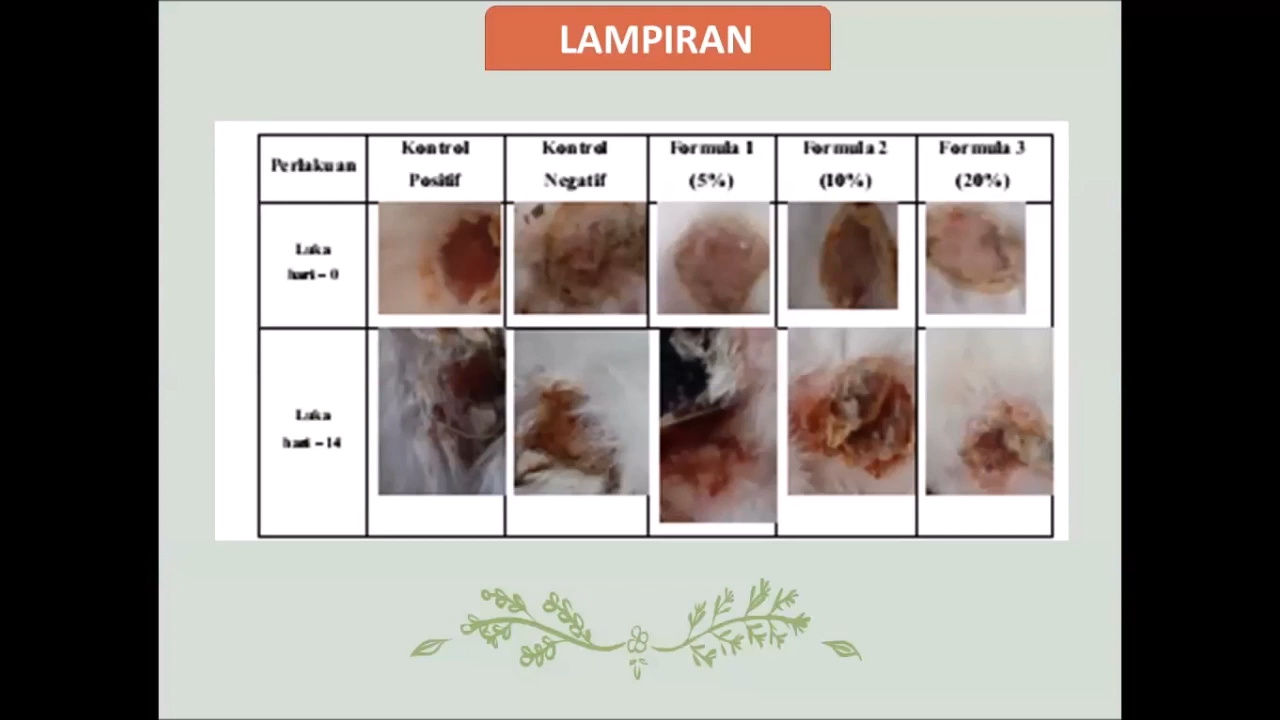 LAMPIRAN
Perlakuan
Kontrol
Positif
Kontrol
Negatif
Formula 1
(5%)
Formula 2
(10%)
Formula 3
(20%)
Luka
hari – 0
Luka
hari – 14